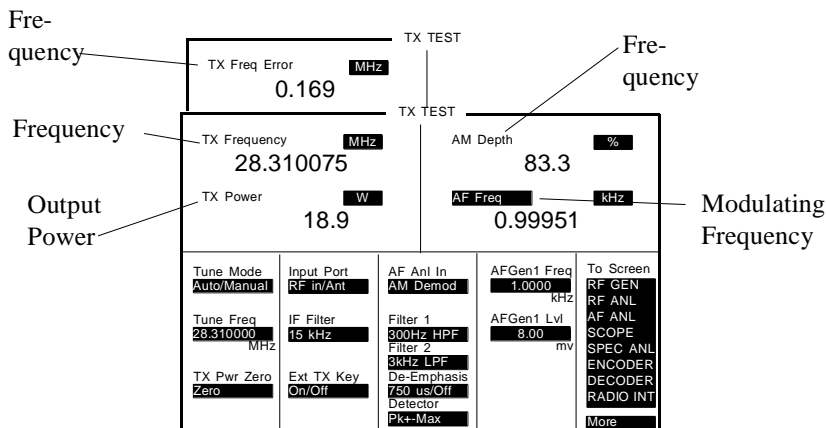 Fre-
quency
TX TEST
TX Freq Error MHz
0.169
Fre-
quency
TX TEST
Frequency
TX Frequency MHz
28.310075
AM Depth %
83.3
Output
Power
TX Power W
18.9
AF Freq kHz
0.99951
Modulating
Frequency
Tune Mode
Auto/Manual
Tune Freq
28.310000
MHz
TX Pwr Zero
Zero
Input Port
RF in/Ant
IF Filter
15 kHz
Ext TX Key
On/Off
AF Anl In
AM Demod
Filter 1
300Hz HPF
Filter 2
3kHz LPF
De-Emphasis
750 us/Off
Detector
Pk+-Max
AFGen1 Freq
1.0000
kHz
AFGen1 Lvl
8.00
mv
To Screen
RF GEN
RF ANL
AF ANL
SCOPE
SPEC ANL
ENCODER
DECODER
RADIO INT
More